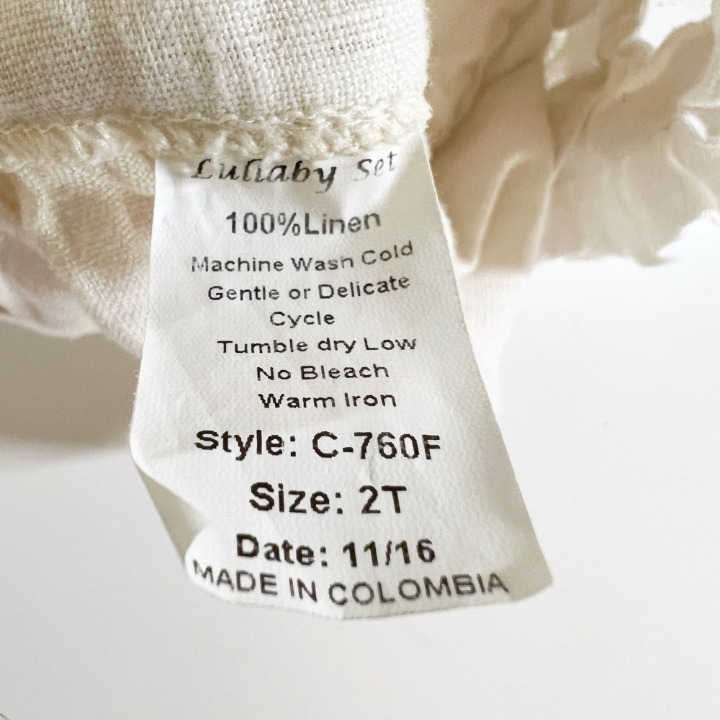 Lullaby Set
100%Linen
Machine Wash Cold
Gentle or Delicate
Cycle
Tumble dry Low
No Bleach
Warm Iron
Style: C-760F
Size: 2T
Date: 11/16
MADE IN COLOMBIA